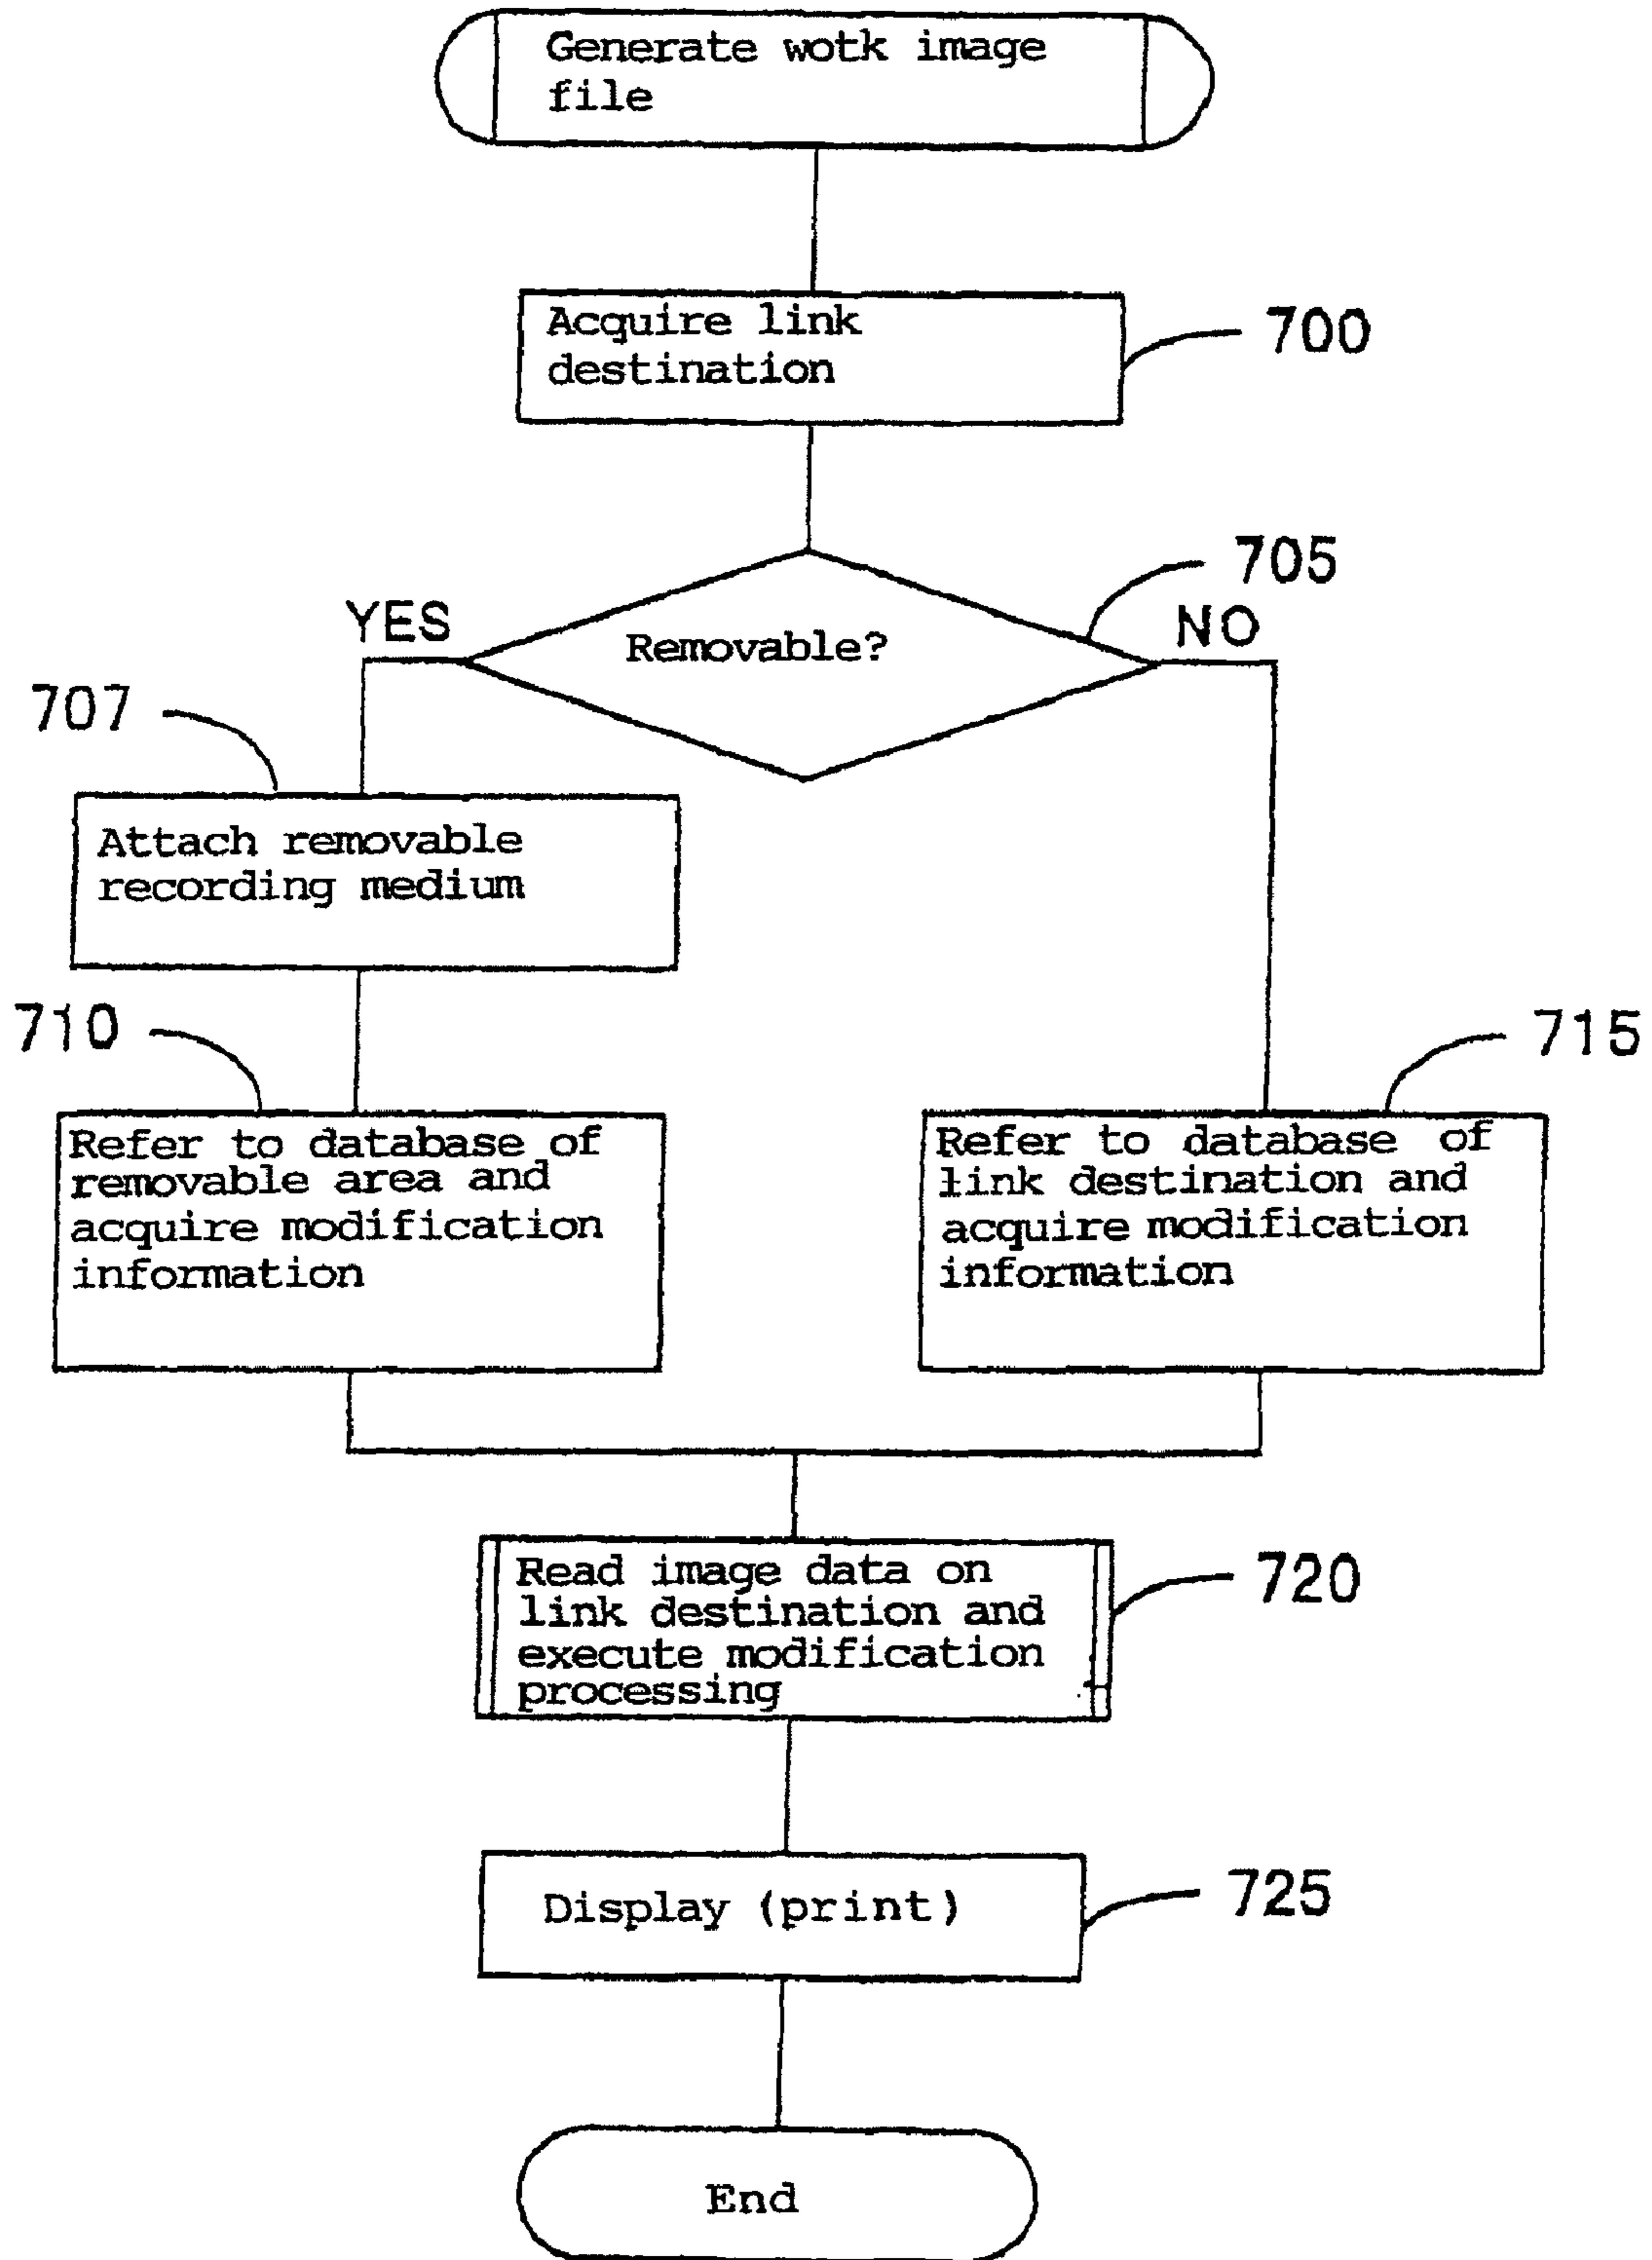 Generate wotk image
file
Acquire link
destination
700
705
YES
NO
Removable?
707
Attach removable
recording medium
710
715
Refer to database of
removable area and
acquire modification
information
Refer to database of
link destination and
acquire modification
information
Read image data on
link destination and
execute modification
processing
720
Display (print)
725
End